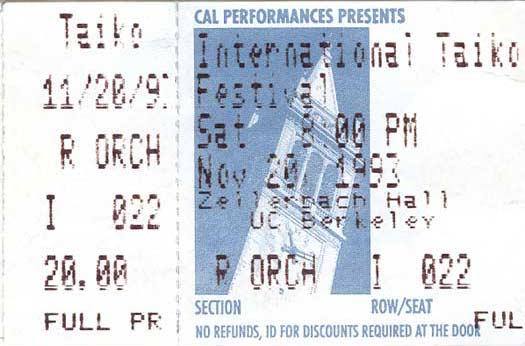 Taiko
11/20/93
R ORCH
I 022
20.00
FULL PR
CAL PERFORMANCES PRESENTS
International Taiko
Festival
Sat 8:00 PM
Nov 20 1993
Zellerbach Hall
UC Berkeley
R ORCH I 022
SECTION ROW/SEAT
NO REFUNDS, ID FOR DISCOUNTS REQUIRED AT THE DOOR
FUL